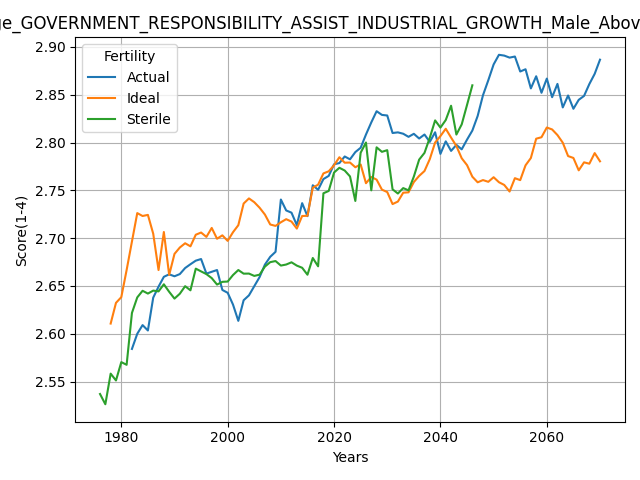 ge_GOVERNMENT_RESPONSIBILITY_ASSIST_INDUSTRIAL_GROWTH_Male_Abov
2.90
2.85
2.80
2.75
2.70
2.65
2.60
2.55
Score(1-4)
Fertility
Actual
Ideal
Sterile
1980
2000
2020
2040
2060
Years